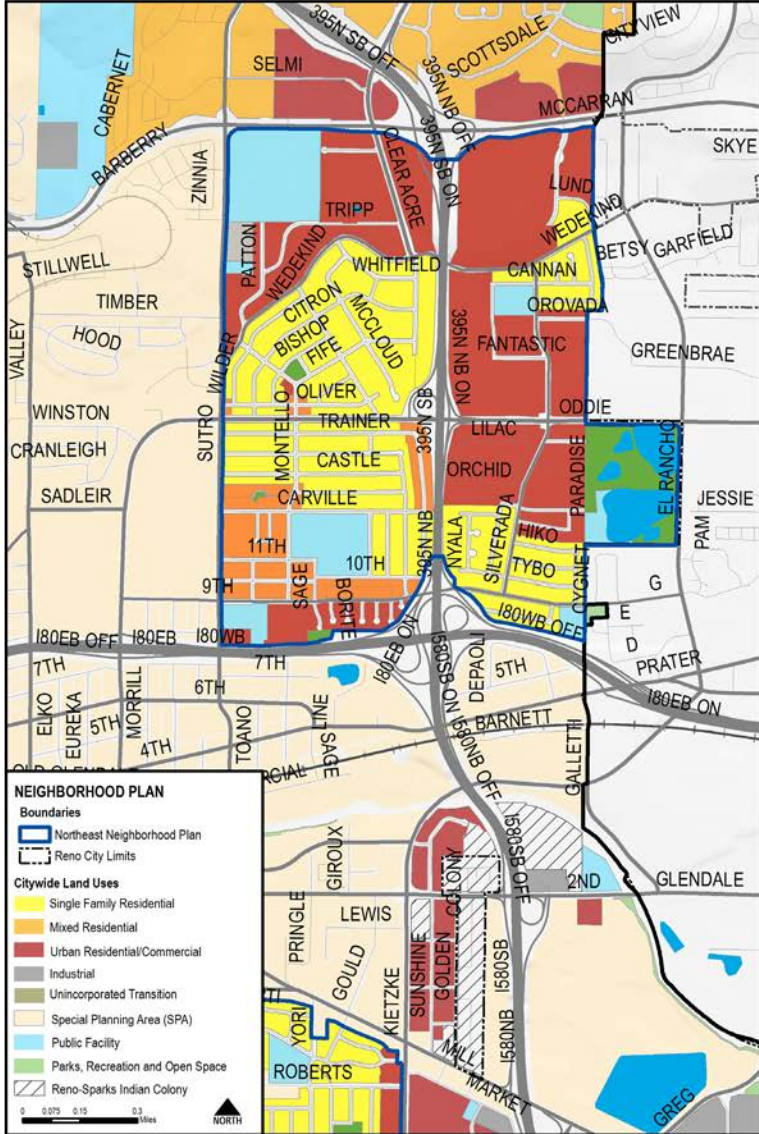 395N SB OFF
CITYVIEW
SCOTTSDALE
SELMI
395N NB OFF
CABERNET
MCCARRAN
BARBERRY
CLEAR ACRE
395N SB ON
SKYE
ZINNIA
LUND
TRIPP
WEDEKIND
PATTON
WEDEKIND
BETSY
GARFIELD
STILLWELL
WHITFIELD
CANNAN
TIMBER
CITRON
MCCLOUD
OROVADA
HOOD
BISHOP
FIFE
395N NB ON
FANTASTIC
VALLEY
WILDER
GREENBRAE
OLIVER
ODDIE
WINSTON
SUTRO
MONTELLO
TRAINER
395N SB
LILAC
CRANLEIGH
CASTLE
ORCHID
PARADISE
EL RANCHO
SADLEIR
CARVILLE
JESSIE
PAM
11TH
395N NB
NYALA
SILVERADA
HIKO
10TH
TYBO
CYGNET
9TH
SAGE
BORITE
G
I80WB OFF
E
I80EB OFF
I80EB
I80WB
D
7TH
7TH
I80EB ON
I580SB ON
DEPAOLI
5TH
PRATER
6TH
I80EB ON
ELKO
EUREKA
5TH
MORRILL
4TH
TOANO
LINE
SAGE
BARNETT
I580NB OFF
GALLETTI
NEIGHBORHOOD PLAN
Boundaries
Northeast Neighborhood Plan
Reno City Limits
Citywide Land Uses
Single Family Residential
Mixed Residential
Urban Residential/Commercial
Industrial
Unincorporated Transition
Special Planning Area (SPA)
Public Facility
Parks, Recreation and Open Space
Reno-Sparks Indian Colony
0 0.075 0.15 0.3
Miles
NORTH
GIROUX
COLONY
I580SB OFF
2ND
GLENDALE
PRINGLE
LEWIS
GOULD
KIETZKE
SUNSHINE
GOLDEN
I580SB
I580NB
YORI
MILL
ROBERTS
MARKET
GREG